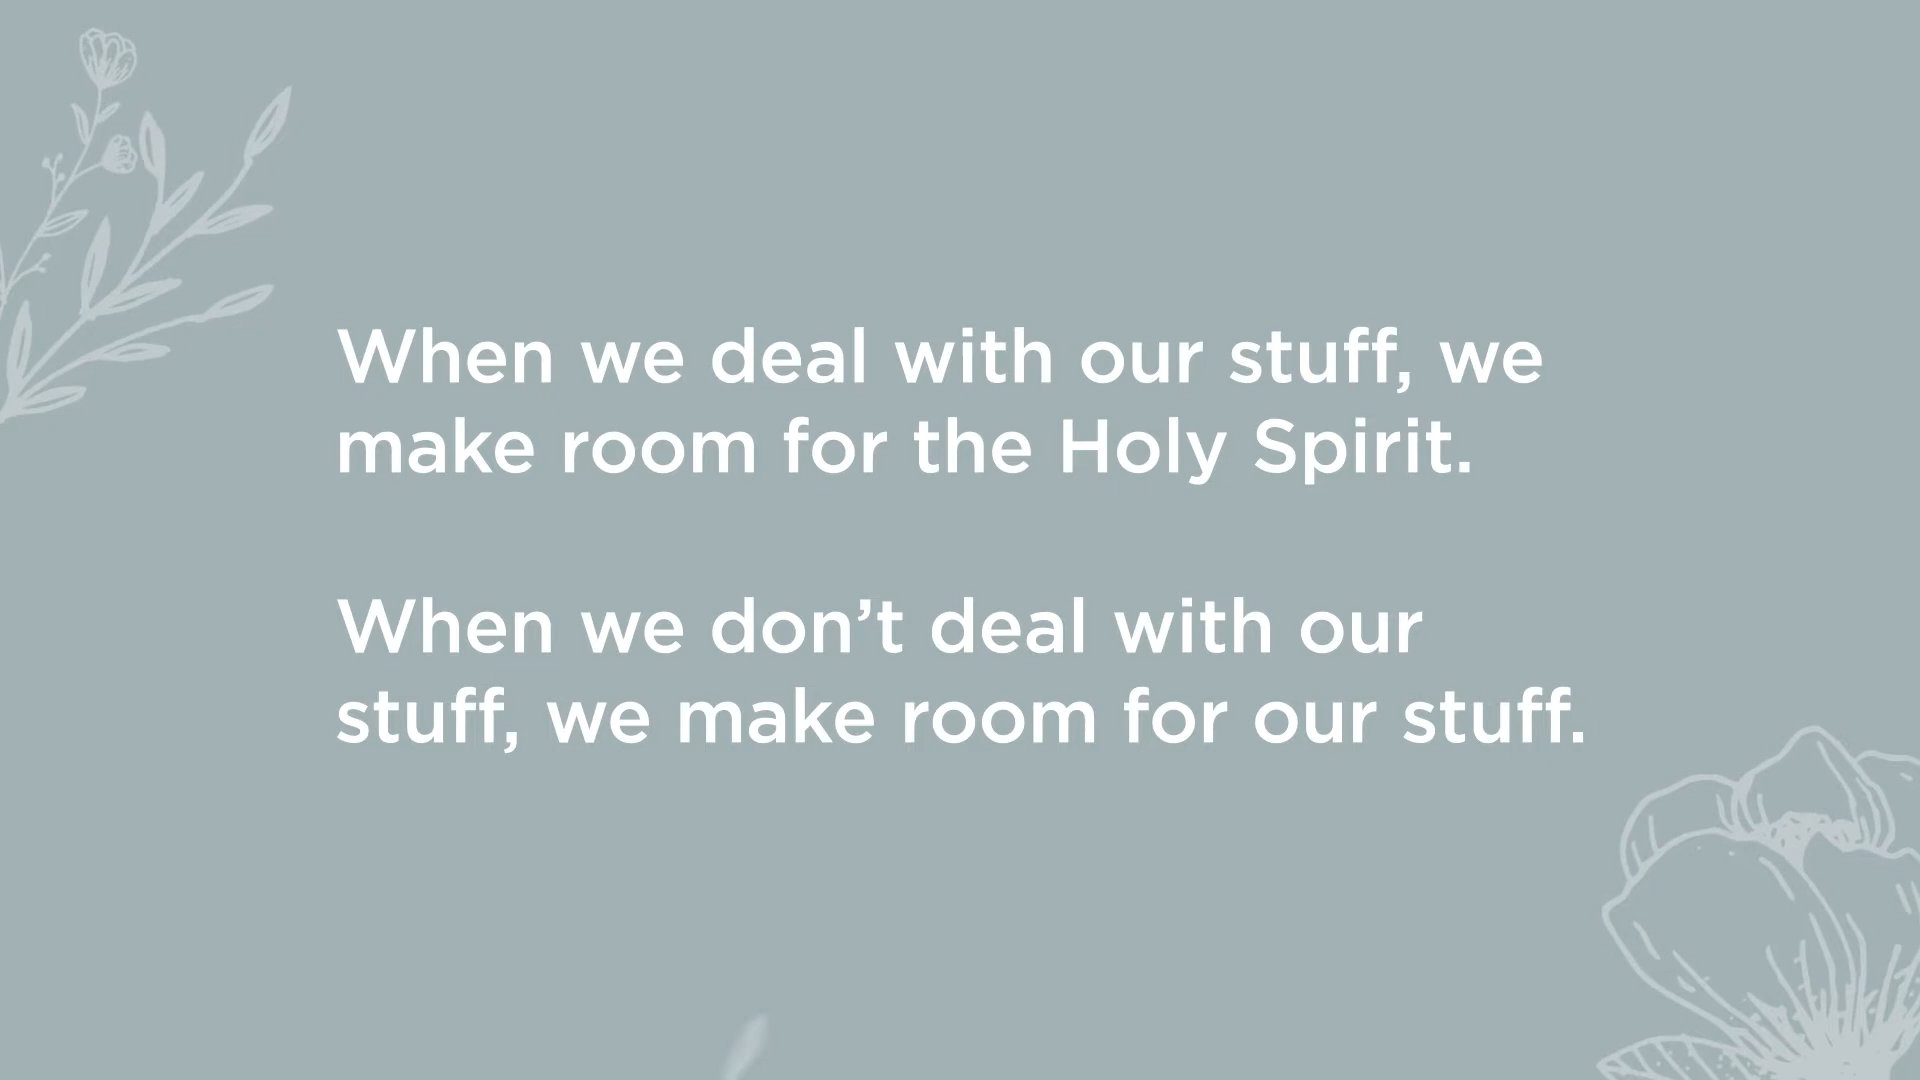 When we deal with our stuff, we
make room for the Holy Spirit.
When we don’t deal with our
stuff, we make room for our stuff.